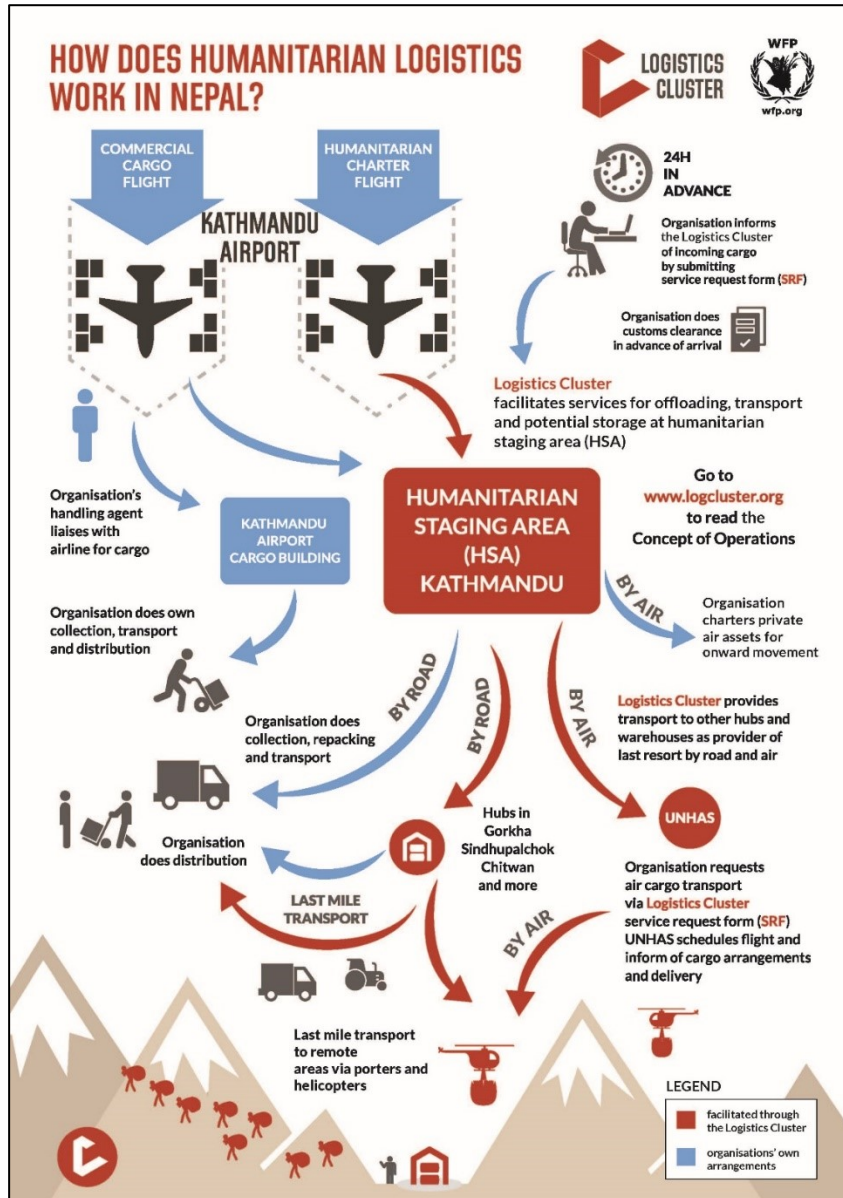 HOW DOES HUMANITARIAN LOGISTICS
WORK IN NEPAL?
LOGISTICS
CLUSTER
WFP
wfp.org
COMMERCIAL
CARGO
FLIGHT
HUMANITARIAN
CHARTER
FLIGHT
KATHMANDU
AIRPORT
24H
IN
ADVANCE
Organisation informs
the Logistics Cluster
of incoming cargo
by submitting
service request form (SRF)
Organisation does
customs clearance
in advance of arrival
Logistics Cluster
facilitates services for offloading, transport
and potential storage at humanitarian
staging area (HSA)
Organisation's
handling agent
liaises with
airline for cargo
KATHMANDU
AIRPORT
CARGO BUILDING
HUMANITARIAN
STAGING AREA
(HSA)
KATHMANDU
Go to
www.logcluster.org
to read the
Concept of Operations
BY AIR
Organisation
charters private
air assets for
onward movement
Organisation does own
collection, transport
and distribution
BY ROAD
BY ROAD
BY AIR
Organisation does
collection, repacking
and transport
Logistics Cluster provides
transport to other hubs and
warehouses as provider of
last resort by road and air
Organisation
does distribution
Hubs in
Gorkha
Sindhupalchok
Chitwan
and more
UNHAS
LAST MILE
TRANSPORT
BY AIR
Organisation requests
air cargo transport
via Logistics Cluster
service request form (SRF)
UNHAS schedules flight and
inform of cargo arrangements
and delivery
Last mile transport
to remote
areas via porters and
helicopters
LEGEND
facilitated through
the Logistics Cluster
organisations' own
arrangements